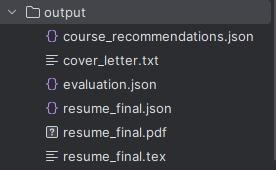 output
{} course_recommendations.json
cover_letter.txt
{} evaluation.json
{} resume_final.json
? resume_final.pdf
resume_final.tex